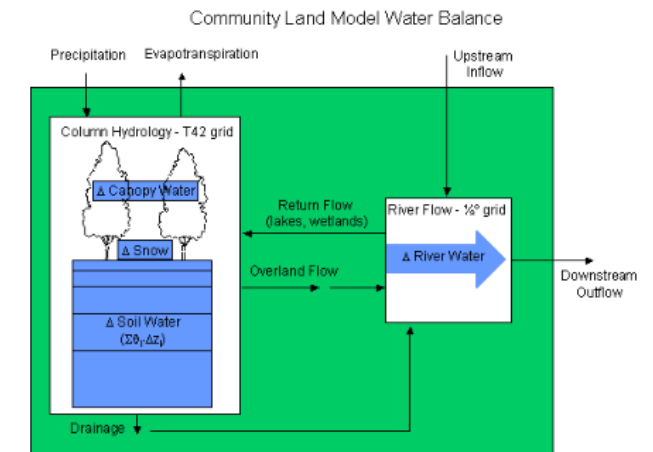 Community Land Model Water Balance
Precipitation
Evapotranspiration
Upstream
Inflow
Column Hydrology - T42 grid
Δ Canopy Water
Δ Snow
Δ Soil Water
(Σθᵢ·Δzᵢ)
Return Flow
(lakes, wetlands)
Overland Flow
River Flow - ½° grid
Δ River Water
Downstream
Outflow
Drainage